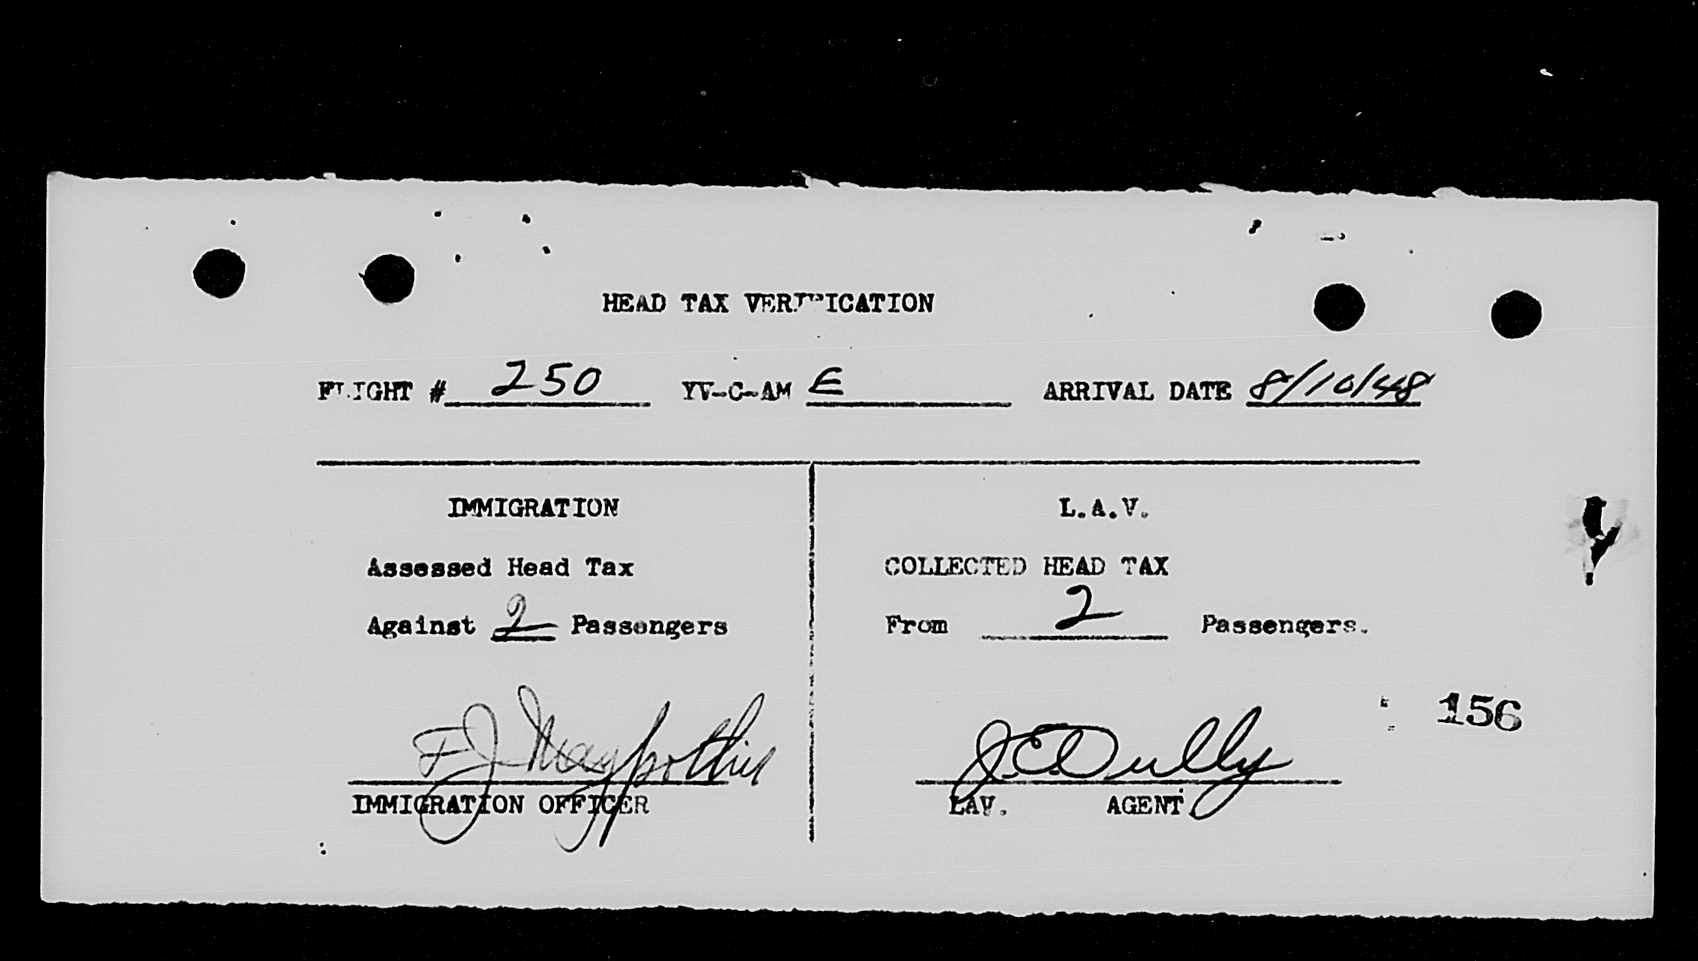 HEAD TAX VERIFICATION
FLIGHT # 250 YV-C-AM E ARRIVAL DATE 8/10/48
IMMIGRATION
Assessed Head Tax
Against 2 Passengers
IMMIGRATION OFFICER
L.A.V.
COLLECTED HEAD TAX
From 2 Passengers.
156
LAV. AGENT.